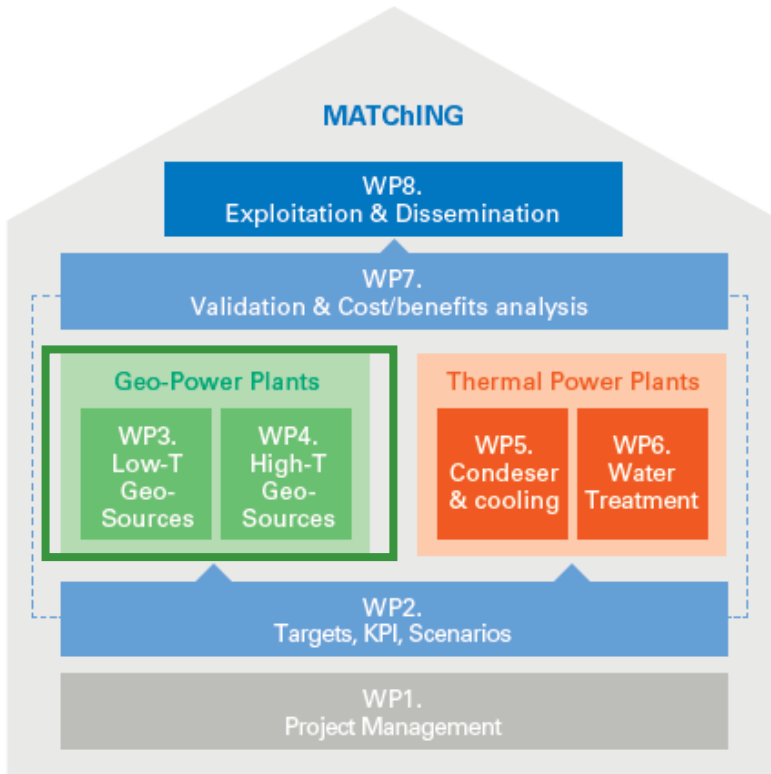 MATChING
WP8.
Exploitation & Dissemination
WP7.
Validation & Cost/benefits analysis
Geo-Power Plants
WP3.
Low-T
Geo-
Sources
WP4.
High-T
Geo-
Sources
Thermal Power Plants
WP5.
Condeser
& cooling
WP6.
Water
Treatment
WP2.
Targets, KPI, Scenarios
WP1.
Project Management